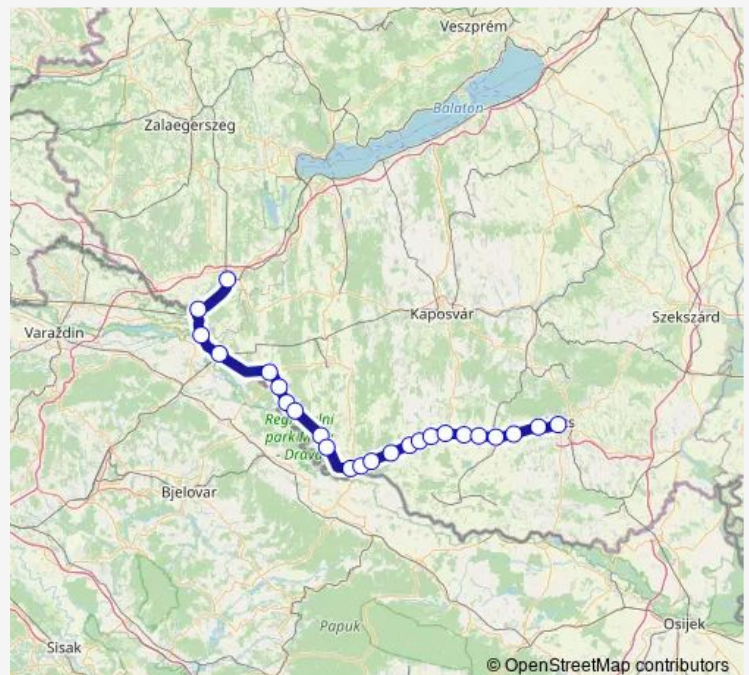 Veszprém
Balaton
Zalaegerszeg
Kaposvár
Varaždin
Szekszárd
Bjelovar
Papuk
Osijek
Sisak
© OpenStreetMap contributors